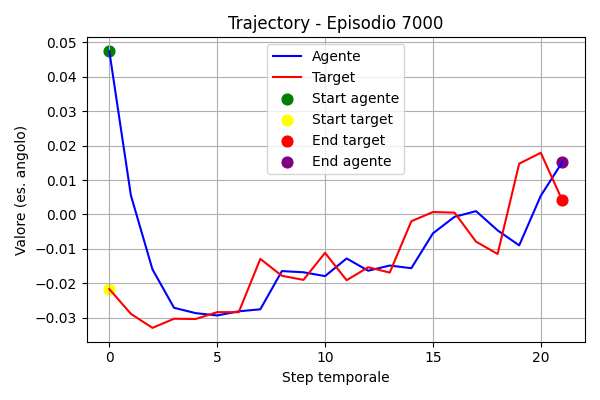 Trajectory - Episodio 7000
Agente
Target
Start agente
Start target
End target
End agente
Valore (es. angolo)
0.05
0.04
0.03
0.02
0.01
0.00
−0.01
−0.02
−0.03
0 5 10 15 20
Step temporale